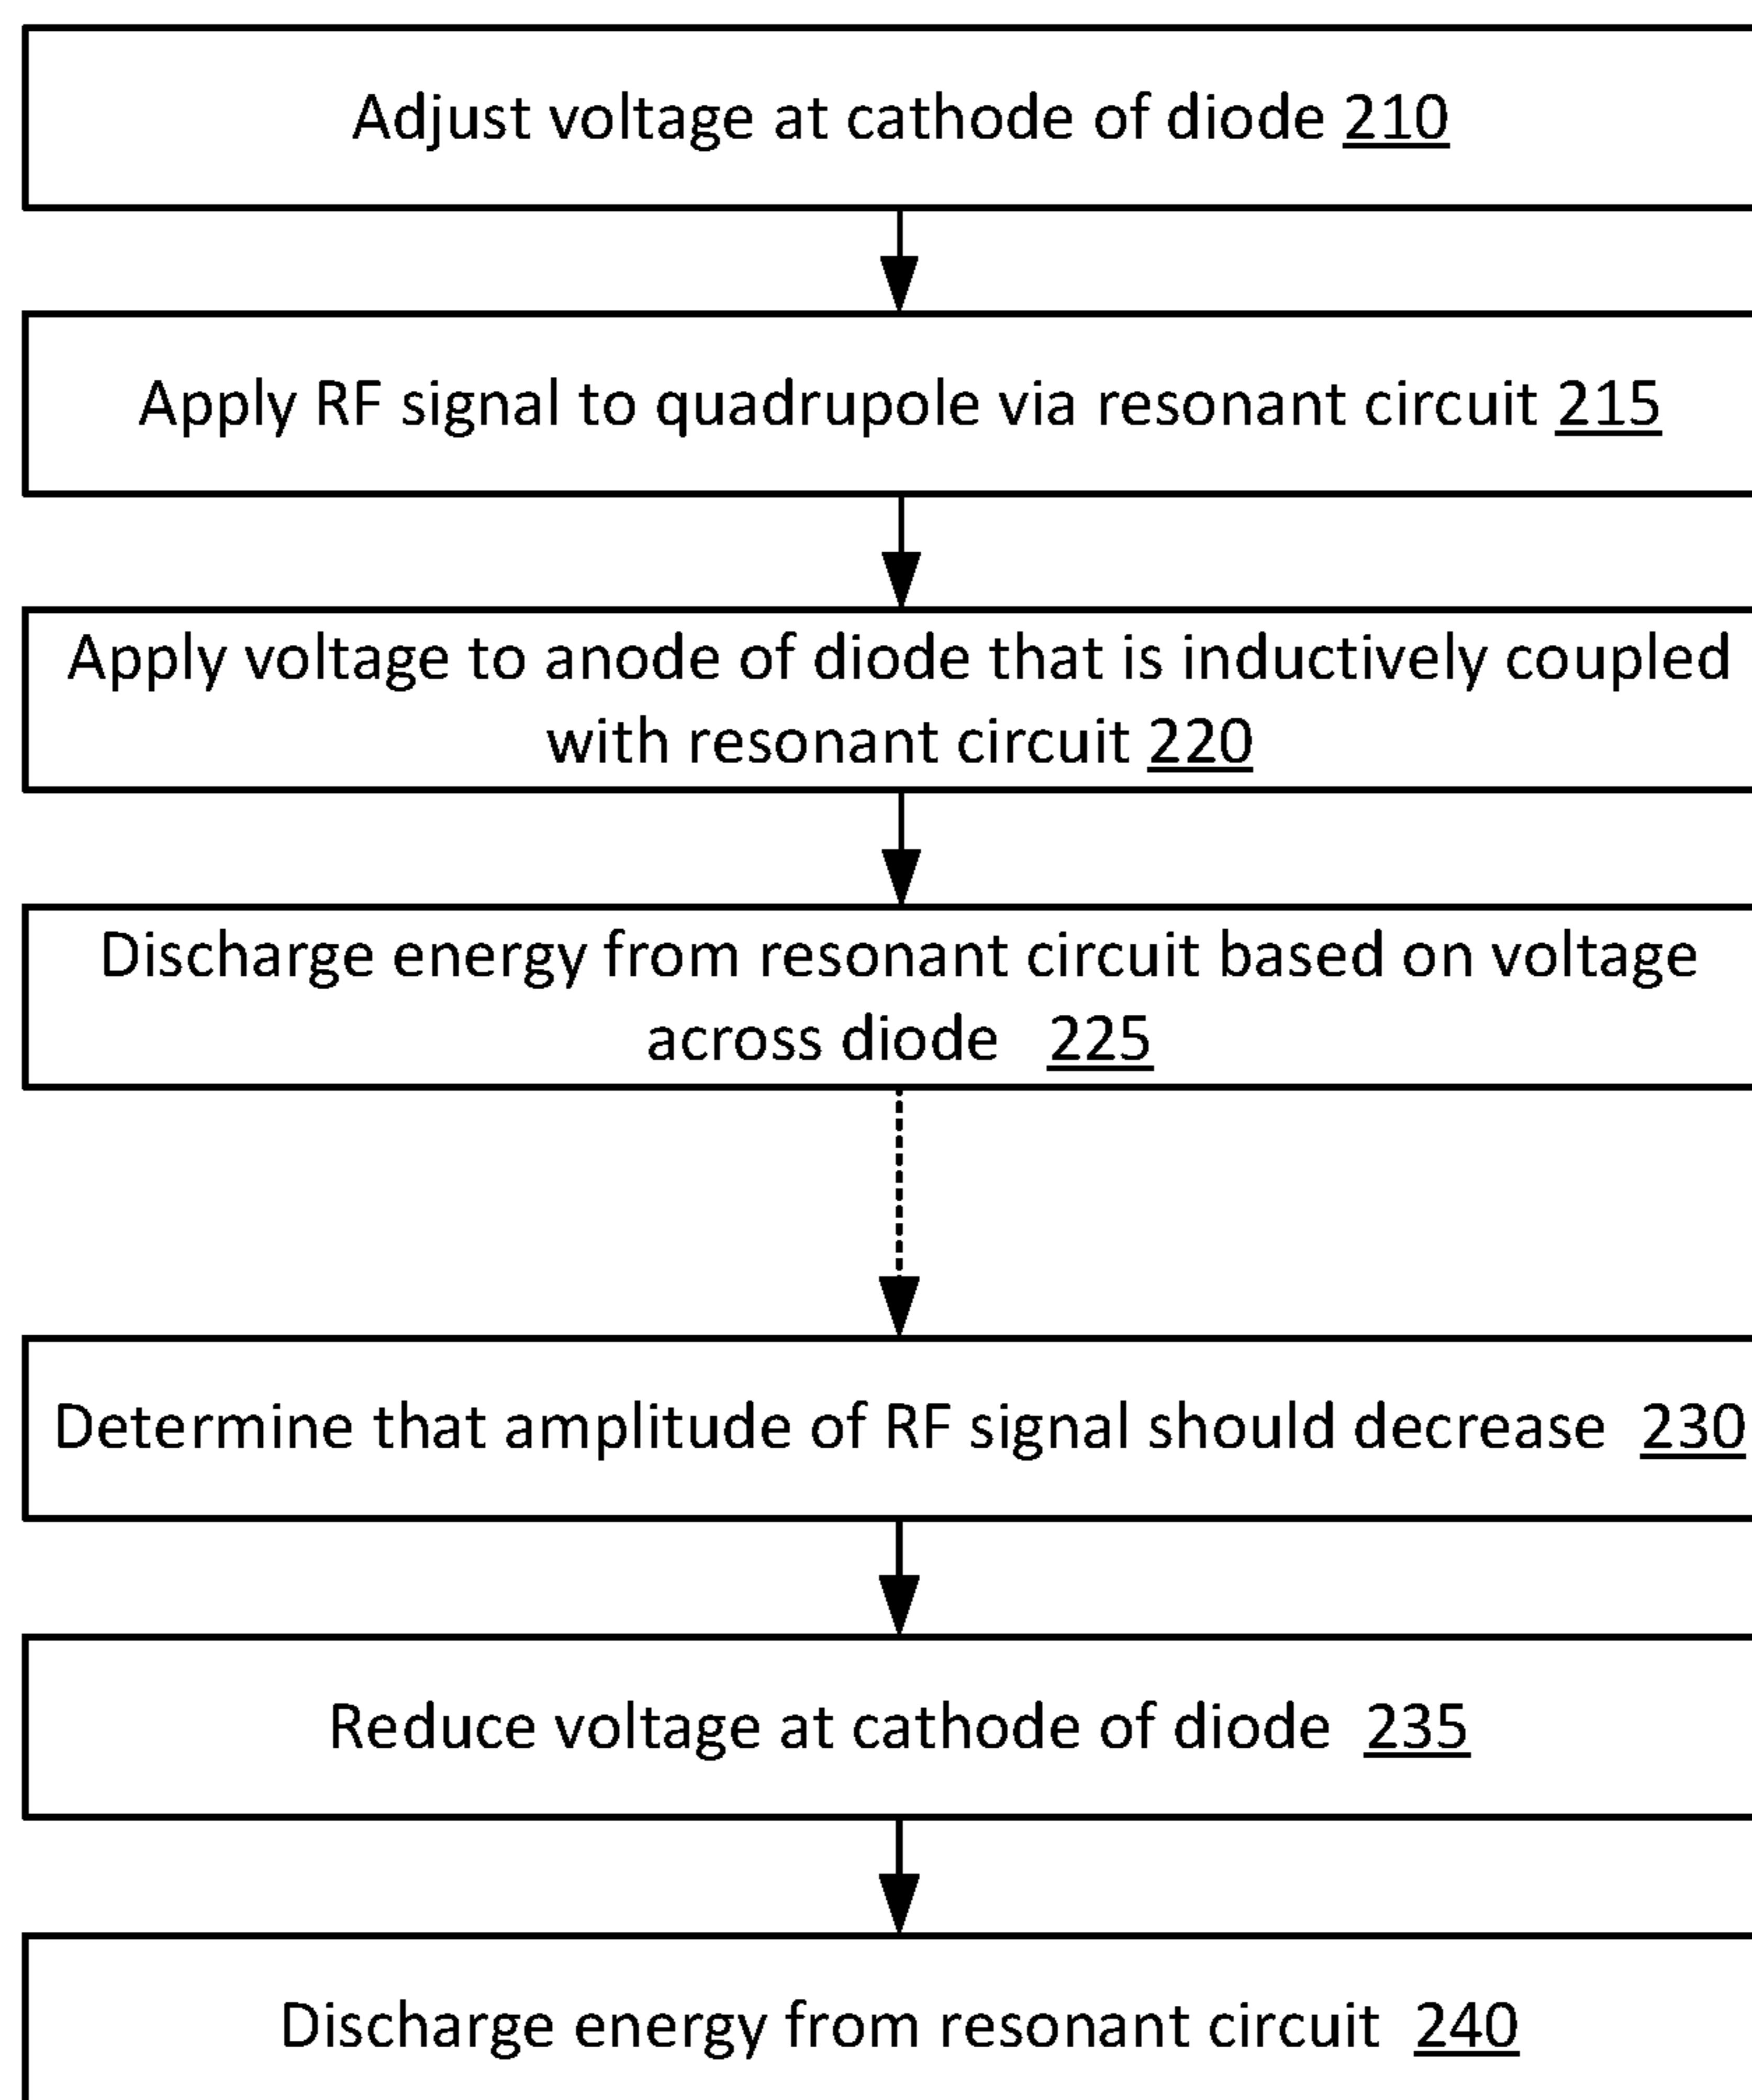 Adjust voltage at cathode of diode 210
Apply RF signal to quadrupole via resonant circuit 215
Apply voltage to anode of diode that is inductively coupled
with resonant circuit 220
Discharge energy from resonant circuit based on voltage
across diode 225
Determine that amplitude of RF signal should decrease 230
Reduce voltage at cathode of diode 235
Discharge energy from resonant circuit 240